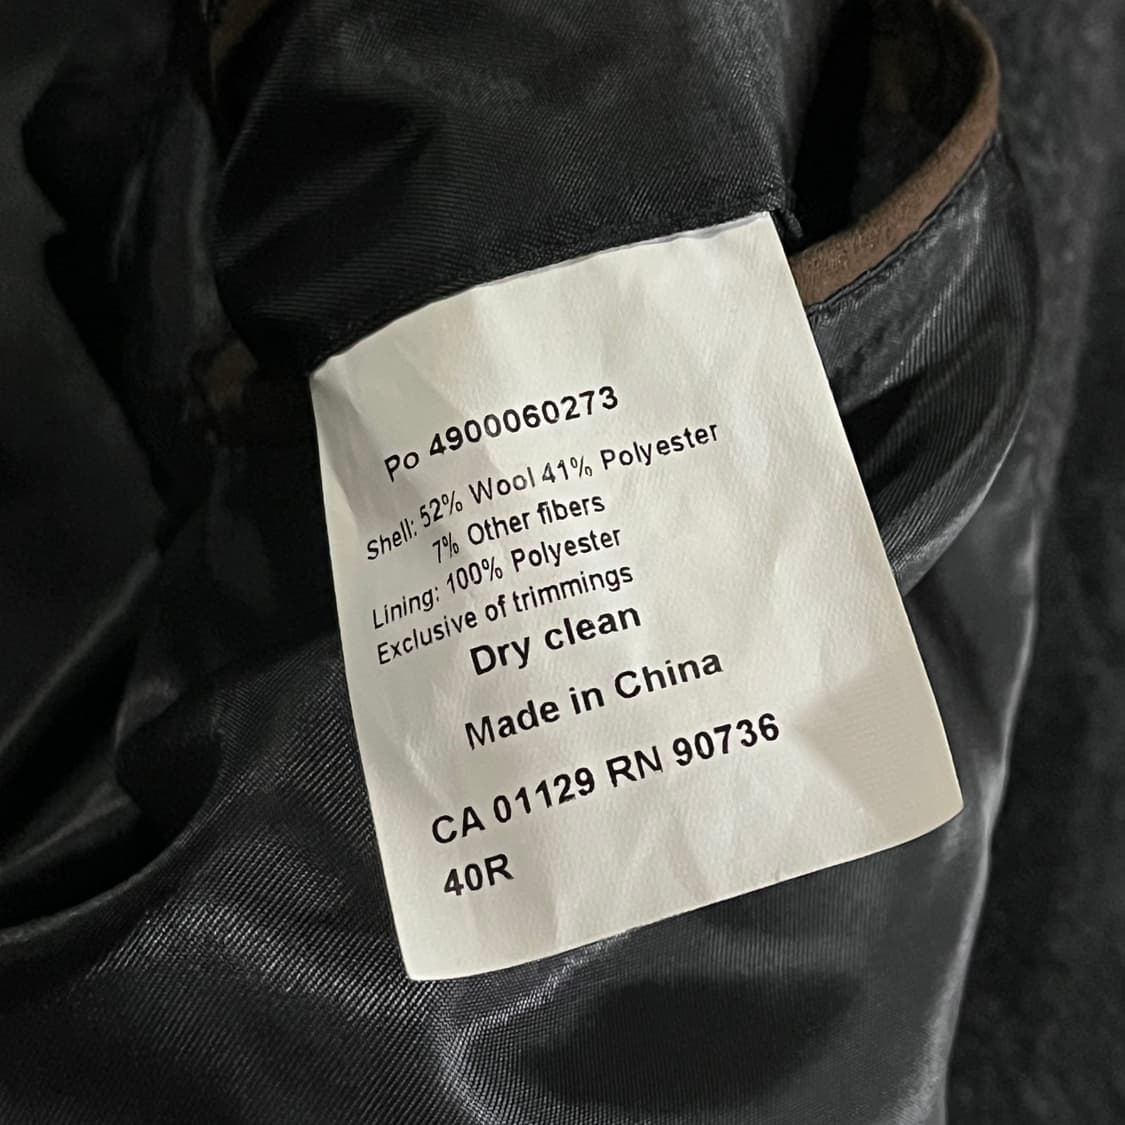 Po 4900060273
Shell: 52% Wool 41% Polyester
7% Other fibers
Lining: 100% Polyester
Exclusive of trimmings
Dry clean
Made in China
CA 01129 RN 90736
40R